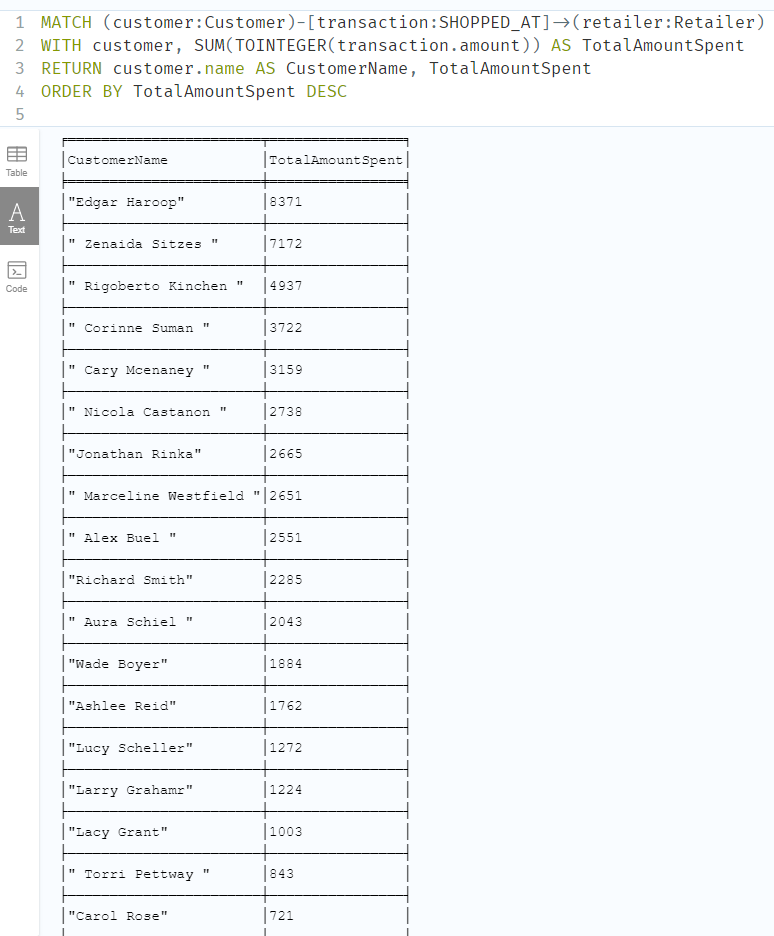 1 MATCH (customer:Customer)-[transaction:SHOPPED_AT]→(retailer:Retailer)
2 WITH customer, SUM(TOINTEGER(transaction.amount)) AS TotalAmountSpent
3 RETURN customer.name AS CustomerName, TotalAmountSpent
4 ORDER BY TotalAmountSpent DESC
5
Table
A
Text
Code
CustomerName TotalAmountSpent
"Edgar Haroop" 8371
" Zenaida Sitzes " 7172
" Rigoberto Kinchen " 4937
" Corinne Suman " 3722
" Cary Mcenaney " 3159
" Nicola Castanon " 2738
"Jonathan Rinka" 2665
" Marceline Westfield " 2651
" Alex Buel " 2551
"Richard Smith" 2285
" Aura Schiel " 2043
"Wade Boyer" 1884
"Ashlee Reid" 1762
"Lucy Scheller" 1272
"Larry Grahamr" 1224
"Lacy Grant" 1003
" Torri Pettway " 843
"Carol Rose" 721